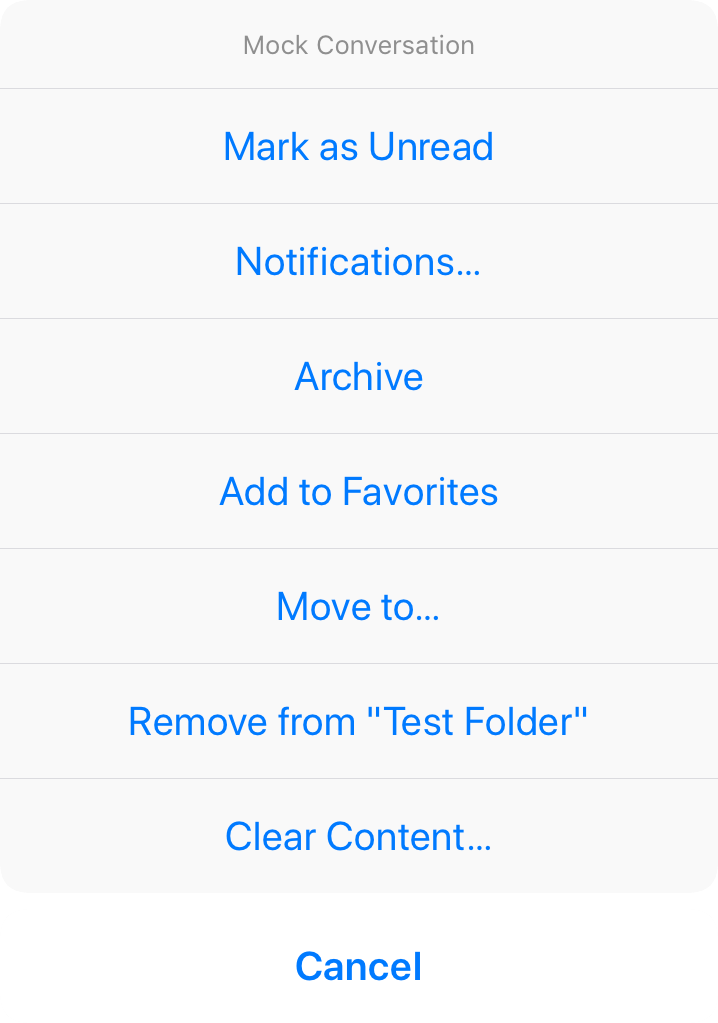 Mock Conversation
Mark as Unread
Notifications...
Archive
Add to Favorites
Move to...
Remove from "Test Folder"
Clear Content...
Cancel